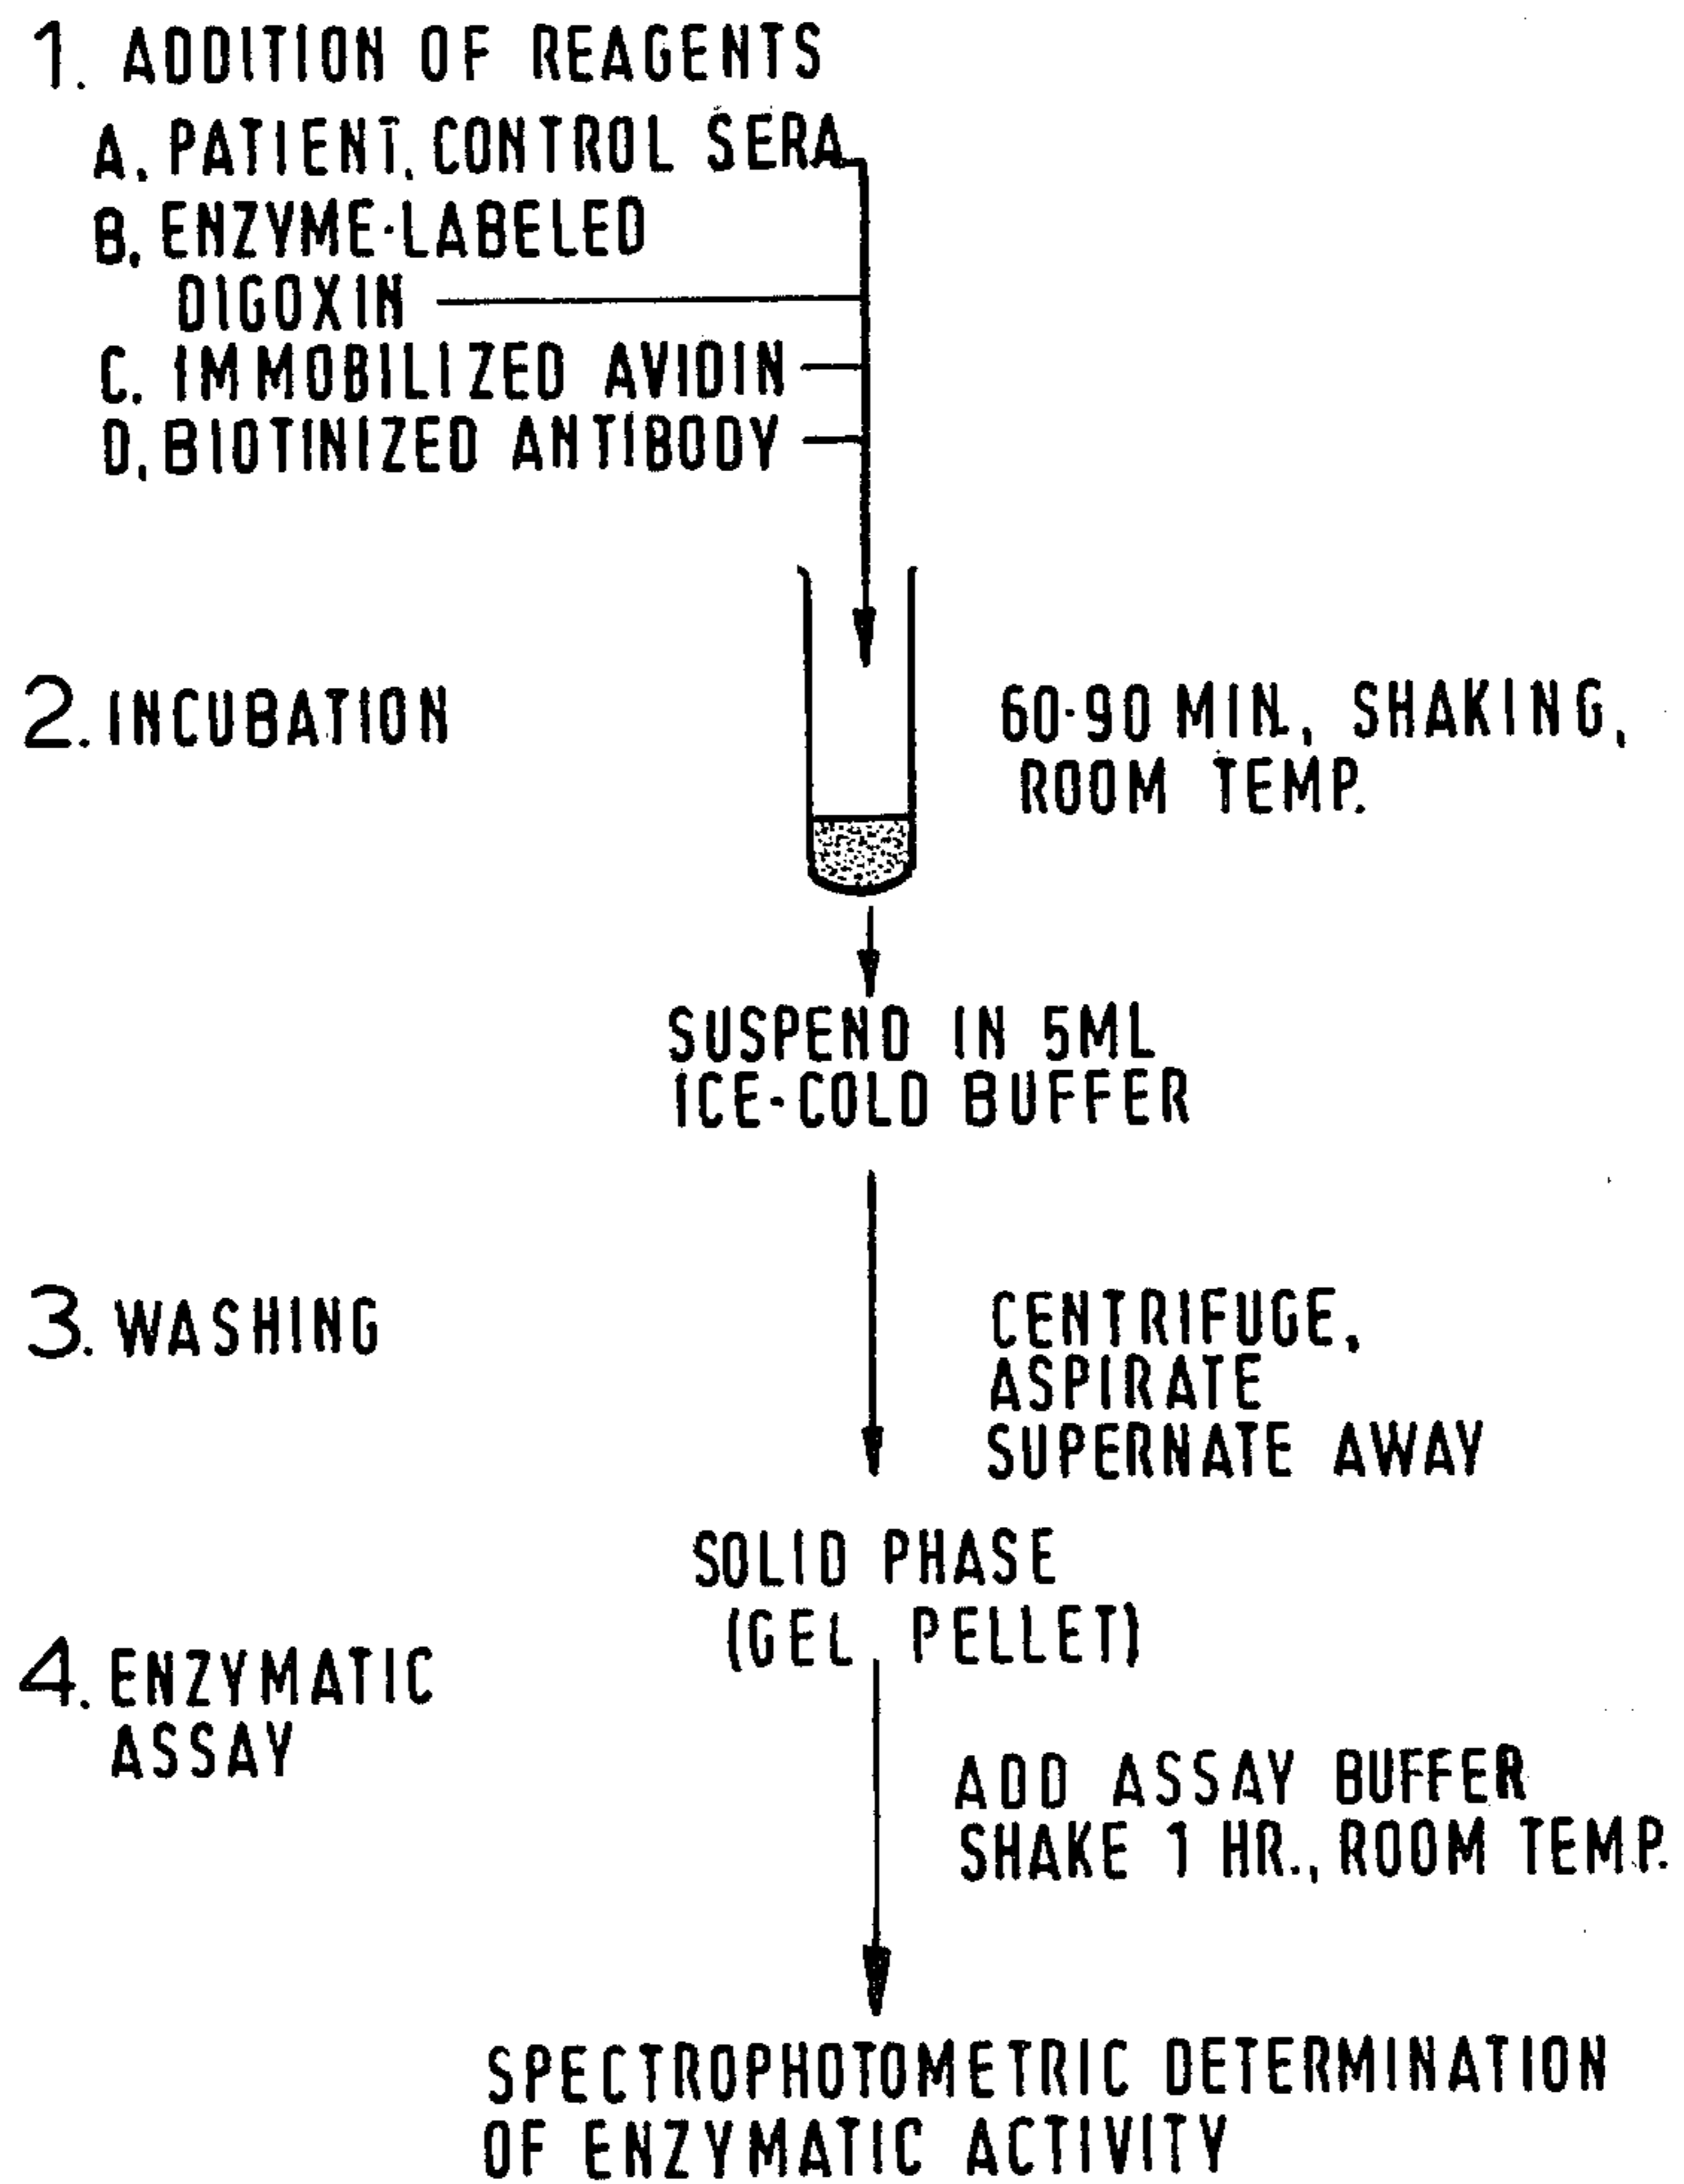 1. ADDITION OF REAGENTS
A. PATIENT, CONTROL SERA
B. ENZYME-LABELED
DIGOXIN
C. IMMOBILIZED AVIDIN
D. BIOTINIZED ANTIBODY
2. INCUBATION
60-90 MIN., SHAKING,
ROOM TEMP.
SUSPEND IN 5ML
ICE-COLD BUFFER
3. WASHING
CENTRIFUGE,
ASPIRATE
SUPERNATE AWAY
SOLID PHASE
(GEL PELLET)
4. ENZYMATIC
ASSAY
ADD ASSAY BUFFER
SHAKE 1 HR., ROOM TEMP.
SPECTROPHOTOMETRIC DETERMINATION
OF ENZYMATIC ACTIVITY